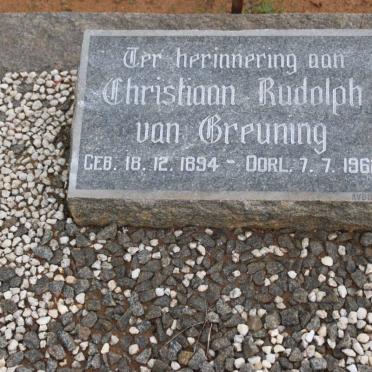 Ter herinnering aan
Christiaan Rudolph
van Greuning
GEB. 18. 12. 1894 - OORL. 7. 7. 196